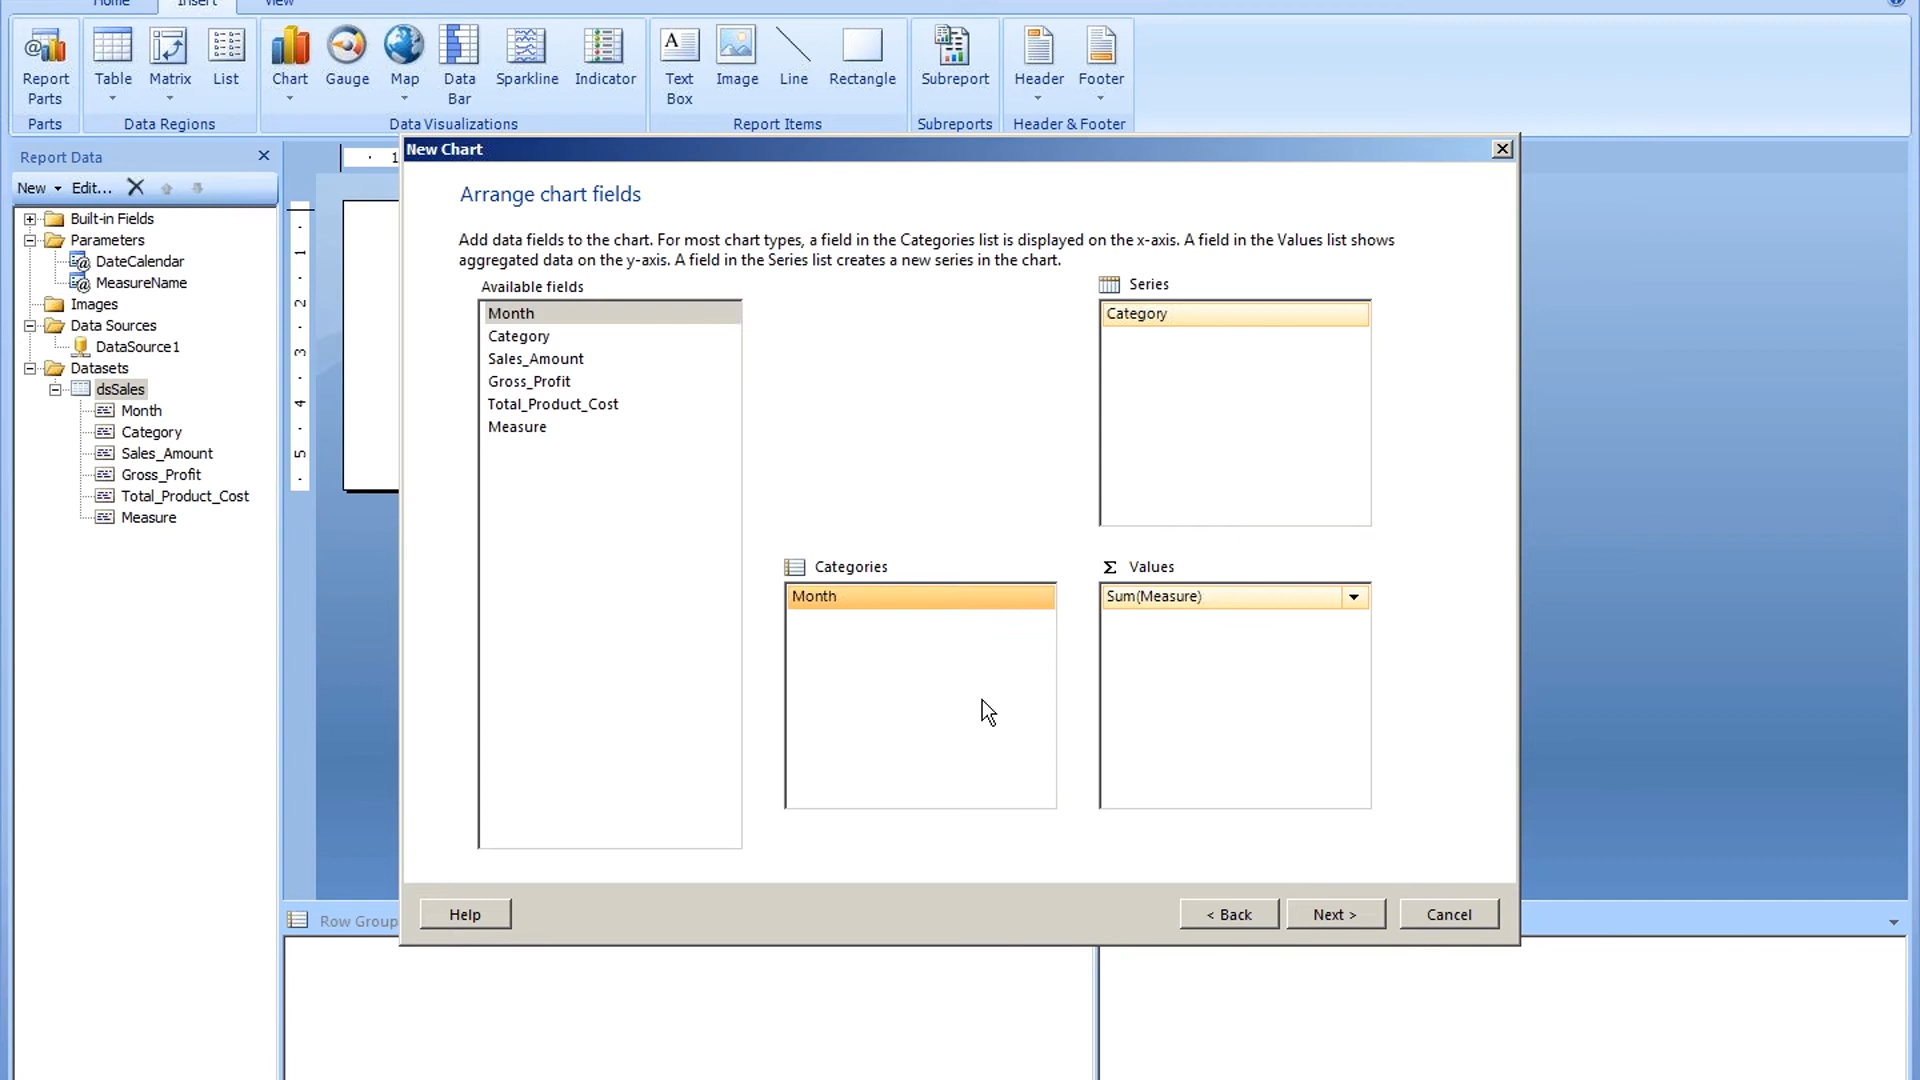 Home Insert View
Report Parts
Table
Matrix
List
Chart
Gauge
Map
Data Bar
Sparkline
Indicator
Text Box
Image
Line
Rectangle
Subreport
Header
Footer
Parts
Data Regions
Data Visualizations
Report Items
Subreports
Header & Footer
Report Data
New Edit...
Built-in Fields
Parameters
DateCalendar
MeasureName
Images
Data Sources
DataSource1
Datasets
dsSales
Month
Category
Sales_Amount
Gross_Profit
Total_Product_Cost
Measure
1
1
2
3
4
5
New Chart
Arrange chart fields
Add data fields to the chart. For most chart types, a field in the Categories list is displayed on the x-axis. A field in the Values list shows
aggregated data on the y-axis. A field in the Series list creates a new series in the chart.
Available fields
Month
Category
Sales_Amount
Gross_Profit
Total_Product_Cost
Measure
Series
Category
Categories
Month
Σ Values
Sum(Measure)
Help
< Back
Next >
Cancel
Row Group